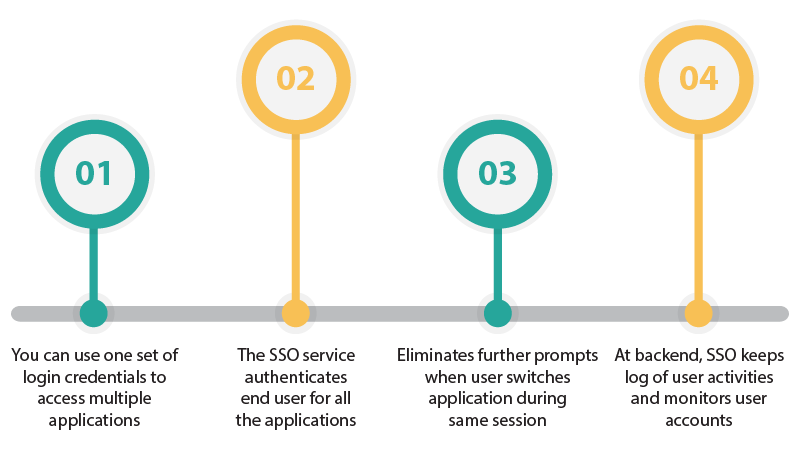 01
You can use one set of
login credentials to
access multiple
applications
02
The SSO service
authenticates
end user for all
the applications
03
Eliminates further prompts
when user switches
application during
same session
04
At backend, SSO keeps
log of user activities
and monitors user
accounts